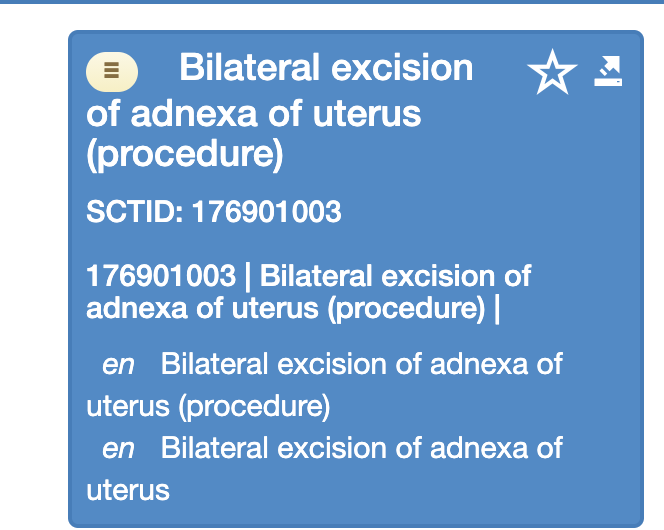 Bilateral excision
of adnexa of uterus
(procedure)
SCTID: 176901003
176901003 | Bilateral excision of
adnexa of uterus (procedure) |
en Bilateral excision of adnexa of
uterus (procedure)
en Bilateral excision of adnexa of
uterus